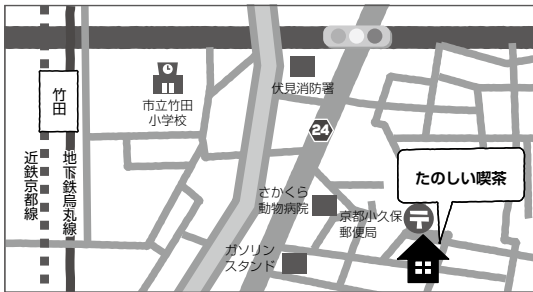 竹田
近鉄京都線
地下鉄烏丸線
市立竹田
小学校
伏見消防署
24
さかくら
動物病院
京都小久保
郵便局
ガソリン
スタンド
たのしい喫茶